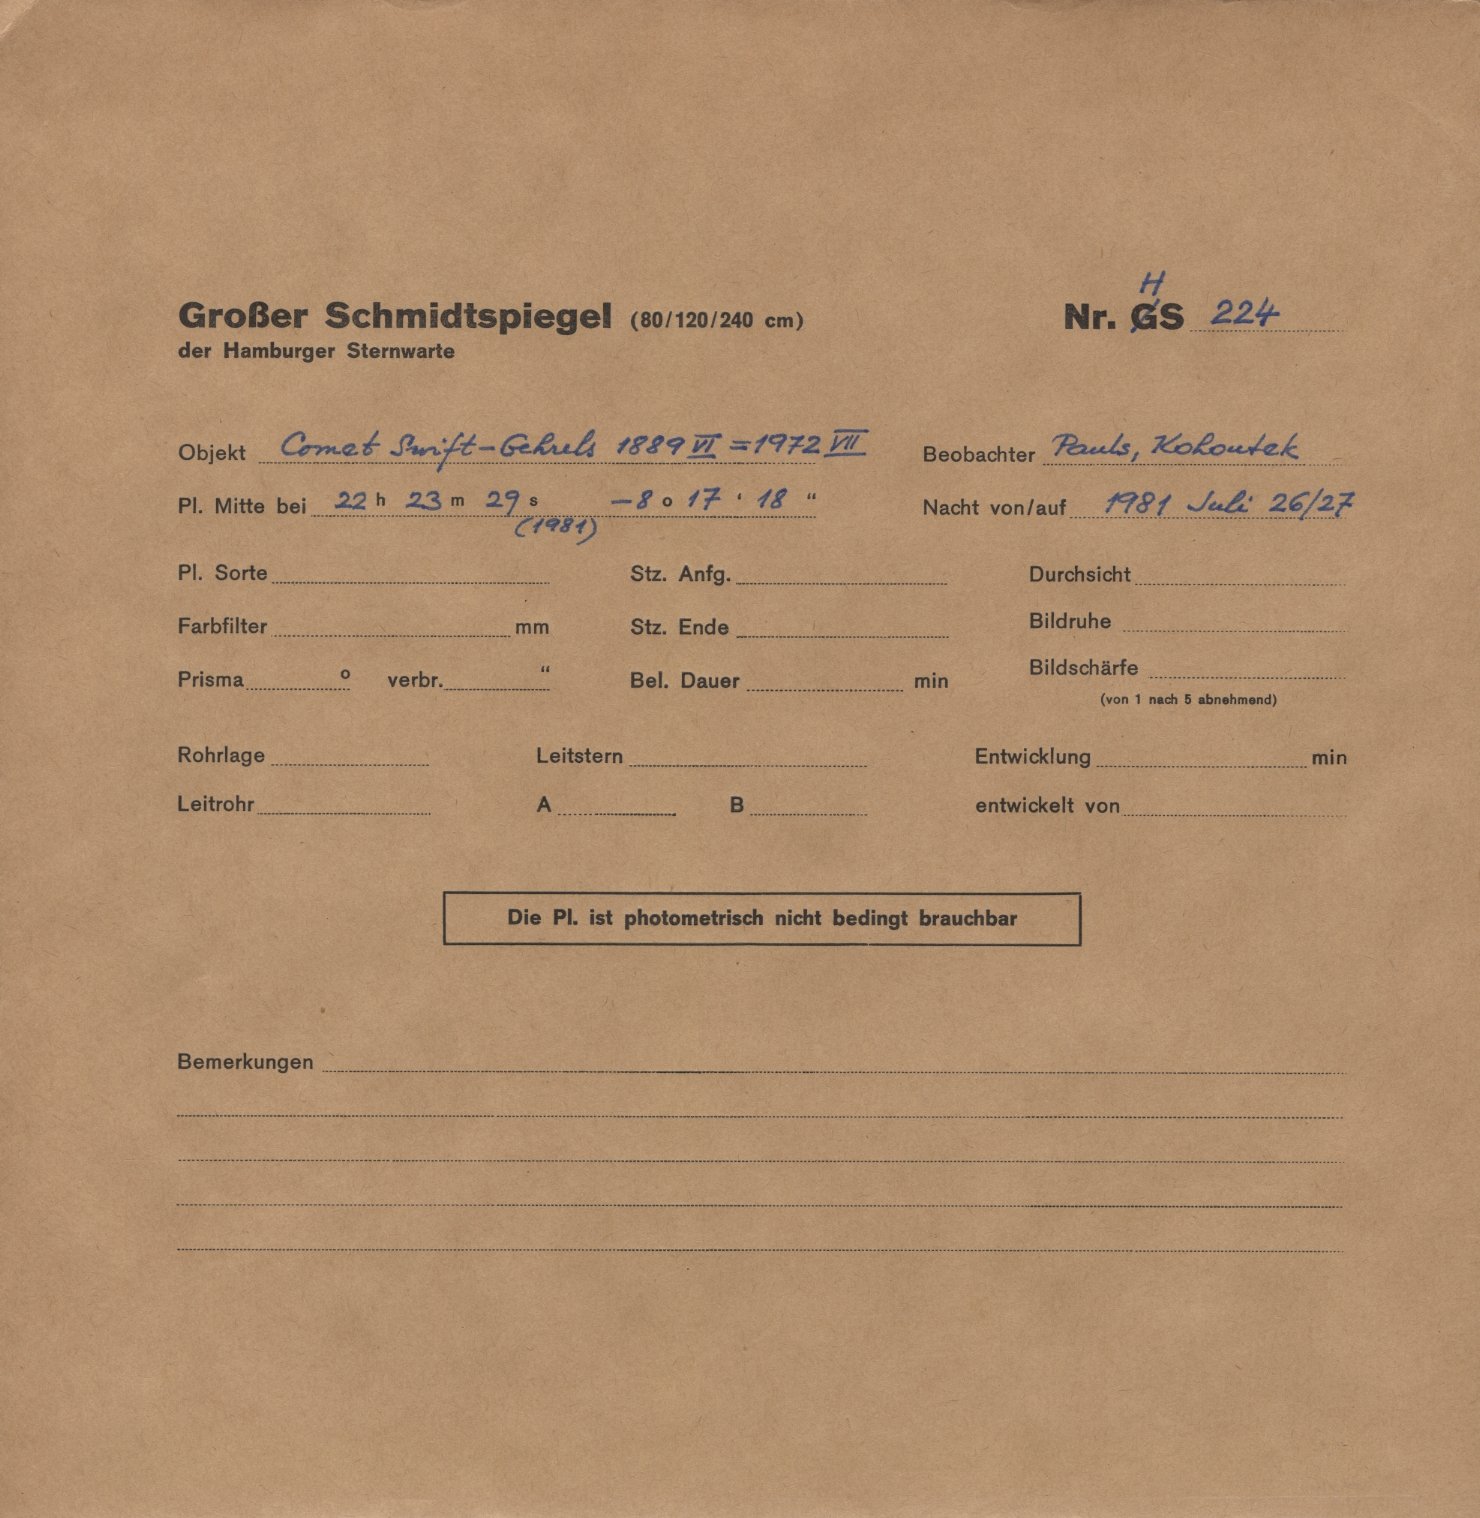 H
Großer Schmidtspiegel (80/120/240 cm) Nr. GS 224
der Hamburger Sternwarte
Objekt Comet Swift-Gehrels 1889 VI = 1972 VII Beobachter Pauls, Kohoutek
Pl. Mitte bei 22 h 23 m 29 s -8 o 17 ' 18 “ Nacht von/auf 1981 Juli 26/27
(1981)
Pl. Sorte Stz. Anfg. Durchsicht
Farbfilter mm Stz. Ende Bildruhe
Prisma o verbr. “ Bel. Dauer min Bildschärfe
(von 1 nach 5 abnehmend)
Rohrlage Leitstern Entwicklung min
Leitrohr A B entwickelt von
Die Pl. ist photometrisch nicht bedingt brauchbar
Bemerkungen